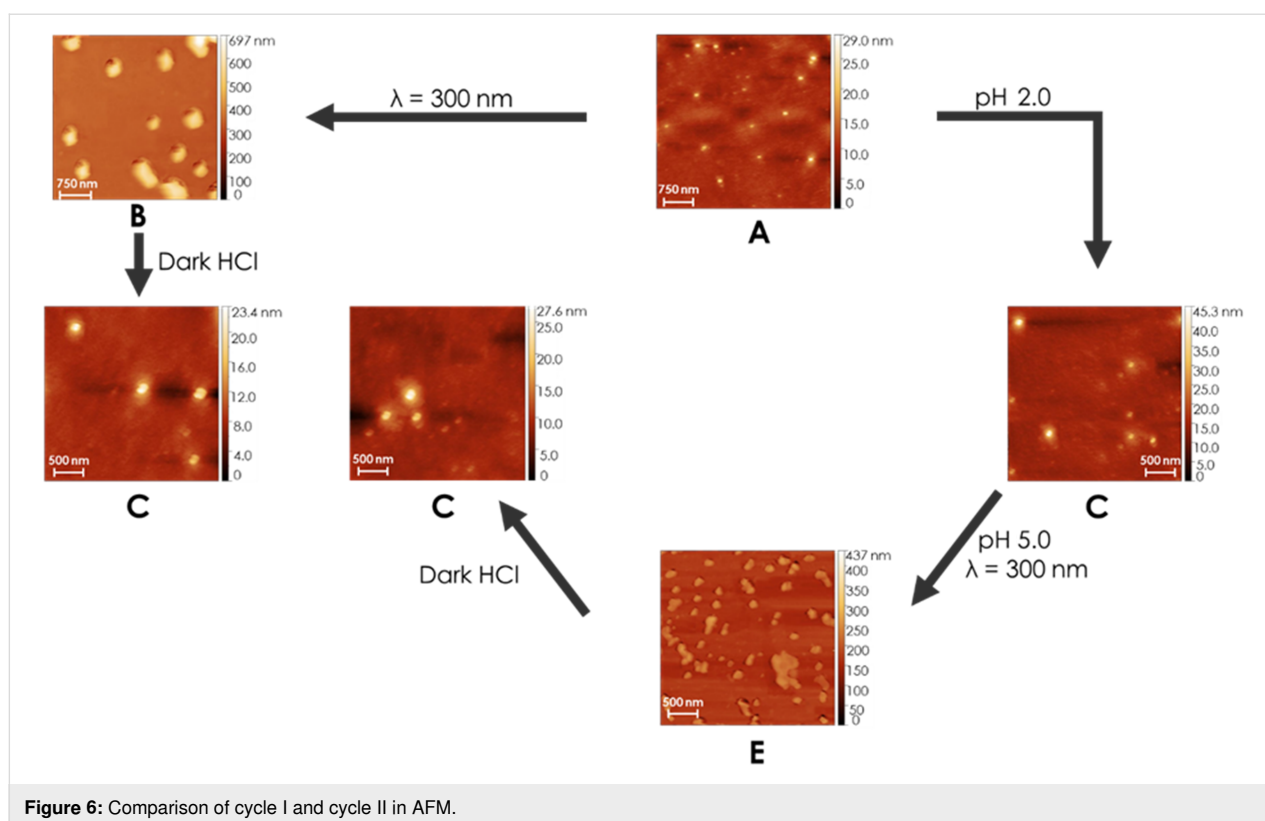 697 nm
600
500
400
300
200
100
0
750 nm
B
λ = 300 nm
29.0 nm
25.0
20.0
15.0
10.0
5.0
0
750 nm
A
pH 2.0
Dark HCl
23.4 nm
20.0
16.0
12.0
8.0
4.0
0
500 nm
C
27.6 nm
25.0
20.0
15.0
10.0
5.0
0
500 nm
C
45.3 nm
40.0
35.0
30.0
25.0
20.0
15.0
10.0
5.0
0
500 nm
C
pH 5.0
λ = 300 nm
Dark HCl
437 nm
400
350
300
250
200
150
100
50
0
500 nm
E
Figure 6: Comparison of cycle I and cycle II in AFM.